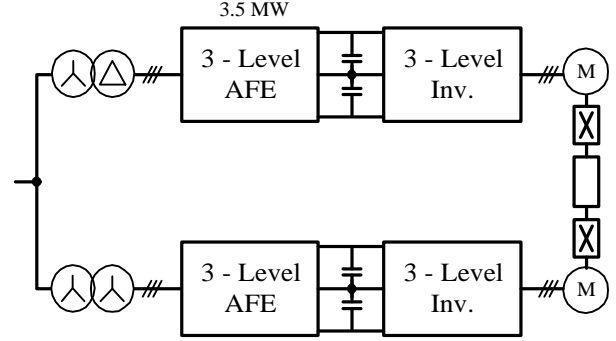 3.5 MW
3 - Level
AFE
3 - Level
Inv.
M
3 - Level
AFE
3 - Level
Inv.
M